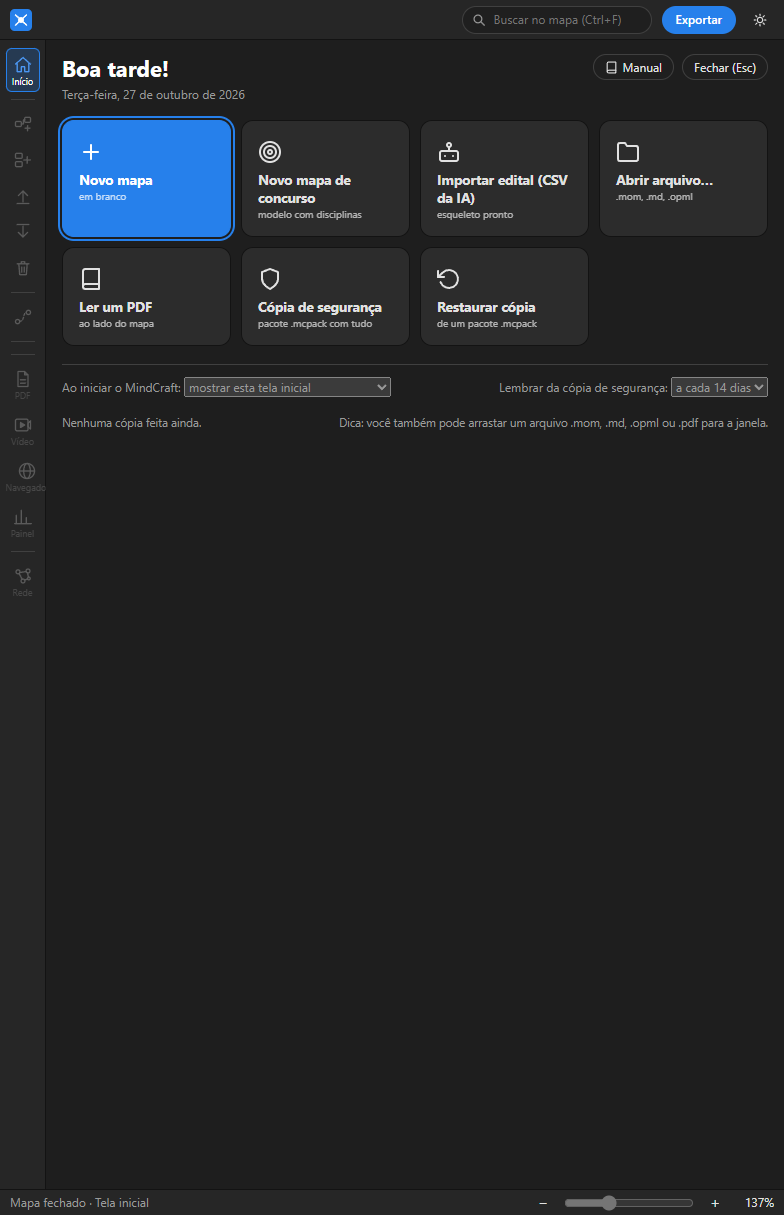 Buscar no mapa (Ctrl+F)
Exportar
Início
Boa tarde!
Manual
Fechar (Esc)
Terça-feira, 27 de outubro de 2026
Novo mapa
em branco
Novo mapa de
concurso
modelo com disciplinas
Importar edital (CSV
da IA)
esqueleto pronto
Abrir arquivo...
.mom, .md, .opml
Ler um PDF
ao lado do mapa
Cópia de segurança
pacote .mcpack com tudo
Restaurar cópia
de um pacote .mcpack
Ao iniciar o MindCraft: mostrar esta tela inicial
Lembrar da cópia de segurança: a cada 14 dias
Nenhuma cópia feita ainda.
Dica: você também pode arrastar um arquivo .mom, .md, .opml ou .pdf para a janela.
PDF
Vídeo
Navegado
Painel
Rede
Mapa fechado · Tela inicial
− + 137%